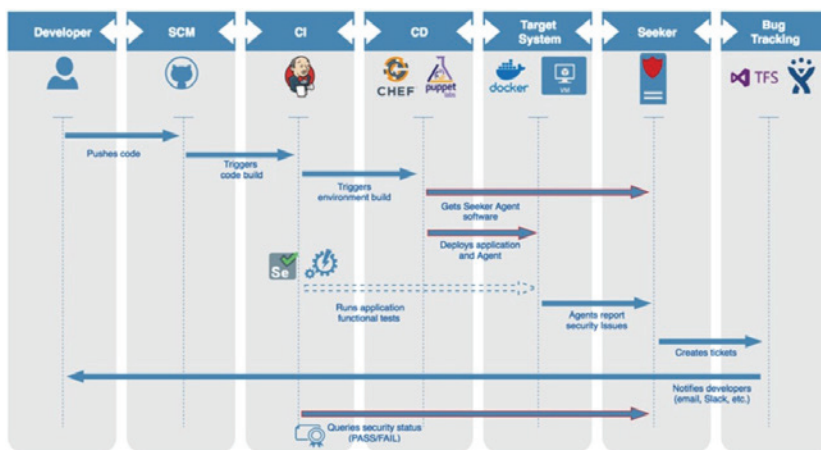 Developer
SCM
CI
CD
Target
System
Seeker
Bug
Tracking
CHEF
puppet
labs
docker
VM
TFS
Pushes code
Triggers
code build
Triggers
environment build
Gets Seeker Agent
software
Deploys application
and Agent
Se
Runs application
functional tests
Agents report
security Issues
Creates tickets
Notifies developers
(email, Slack, etc.)
Queries security status
(PASS/FAIL)